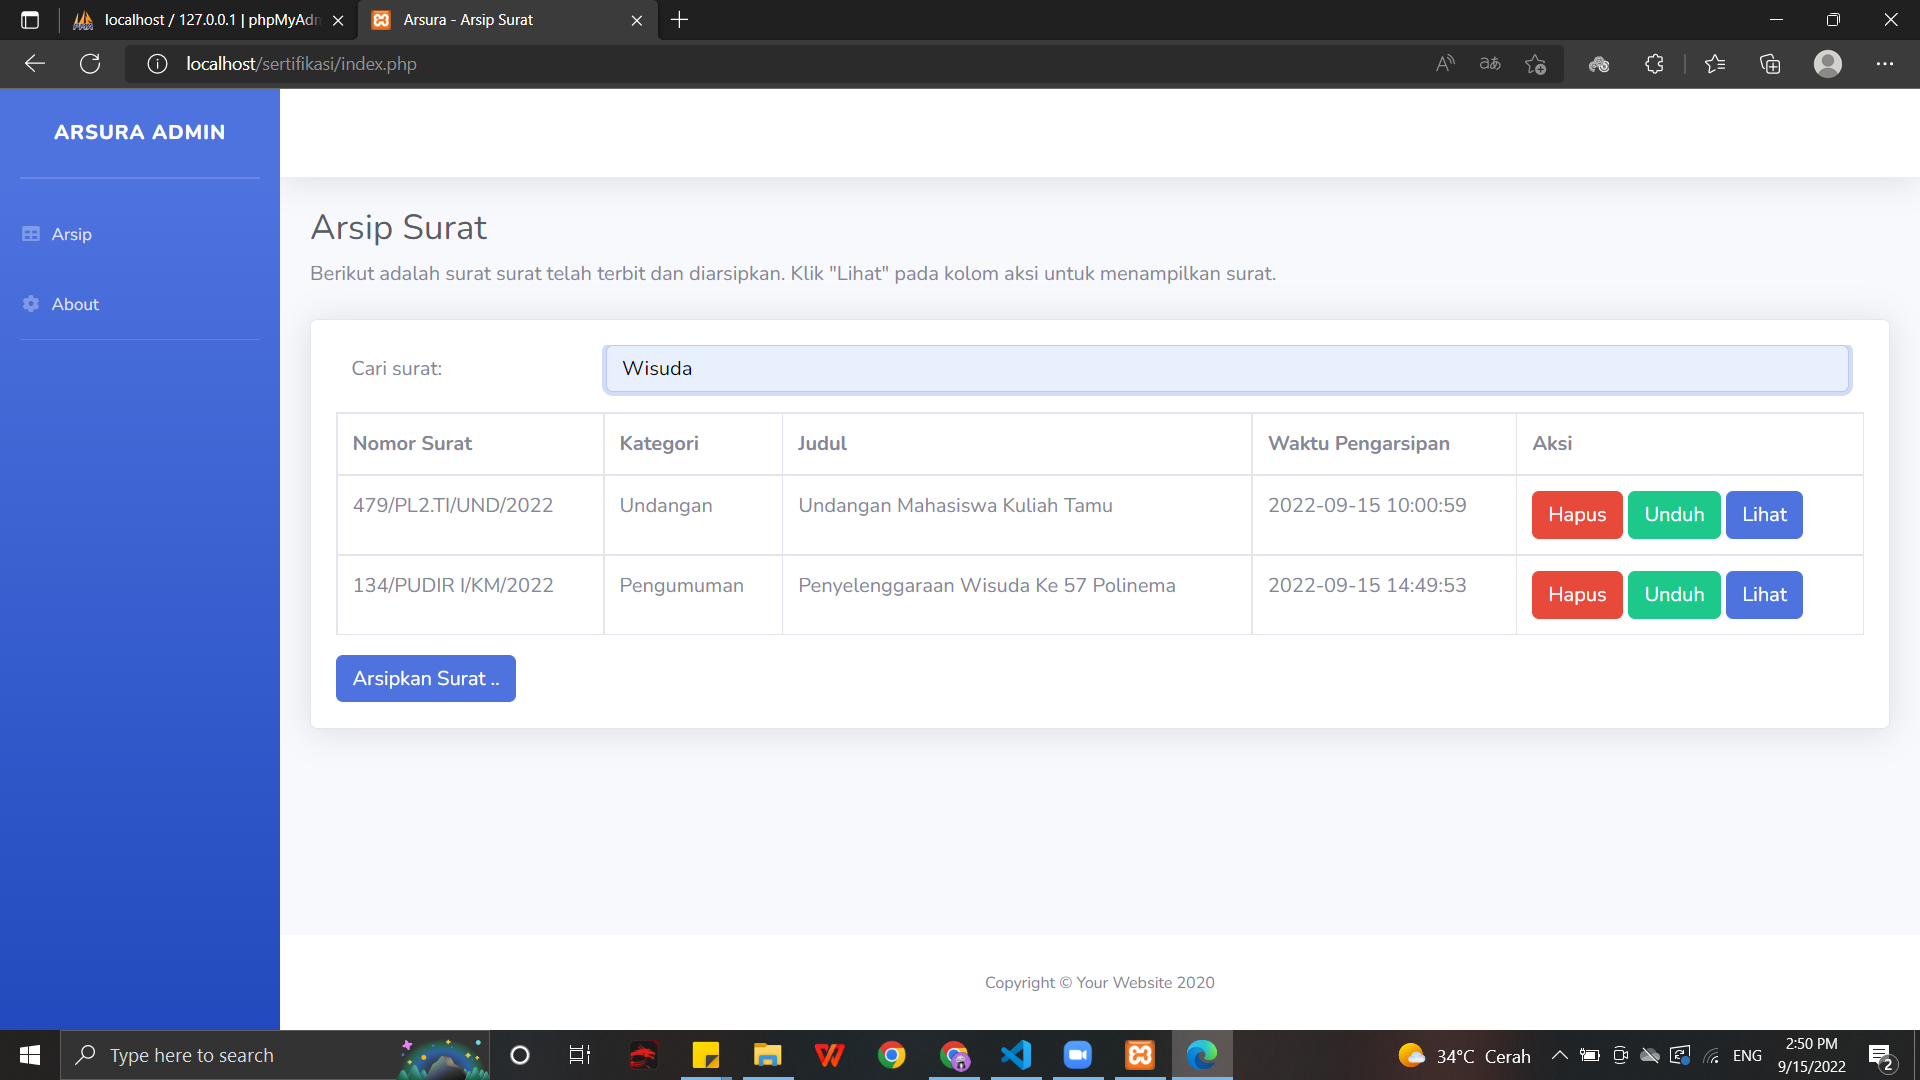 localhost / 127.0.0.1 | phpMyAdm
Arsura - Arsip Surat
localhost/sertifikasi/index.php
ARSURA ADMIN
Arsip
About
Arsip Surat
Berikut adalah surat surat telah terbit dan diarsipkan. Klik "Lihat" pada kolom aksi untuk menampilkan surat.
Cari surat: Wisuda
Nomor Surat Kategori Judul Waktu Pengarsipan Aksi
479/PL2.TI/UND/2022 Undangan Undangan Mahasiswa Kuliah Tamu 2022-09-15 10:00:59 Hapus Unduh Lihat
134/PUDIR I/KM/2022 Pengumuman Penyelenggaraan Wisuda Ke 57 Polinema 2022-09-15 14:49:53 Hapus Unduh Lihat
Arsipkan Surat ..
Copyright © Your Website 2020
Type here to search
34°C Cerah
ENG
2:50 PM
9/15/2022
2